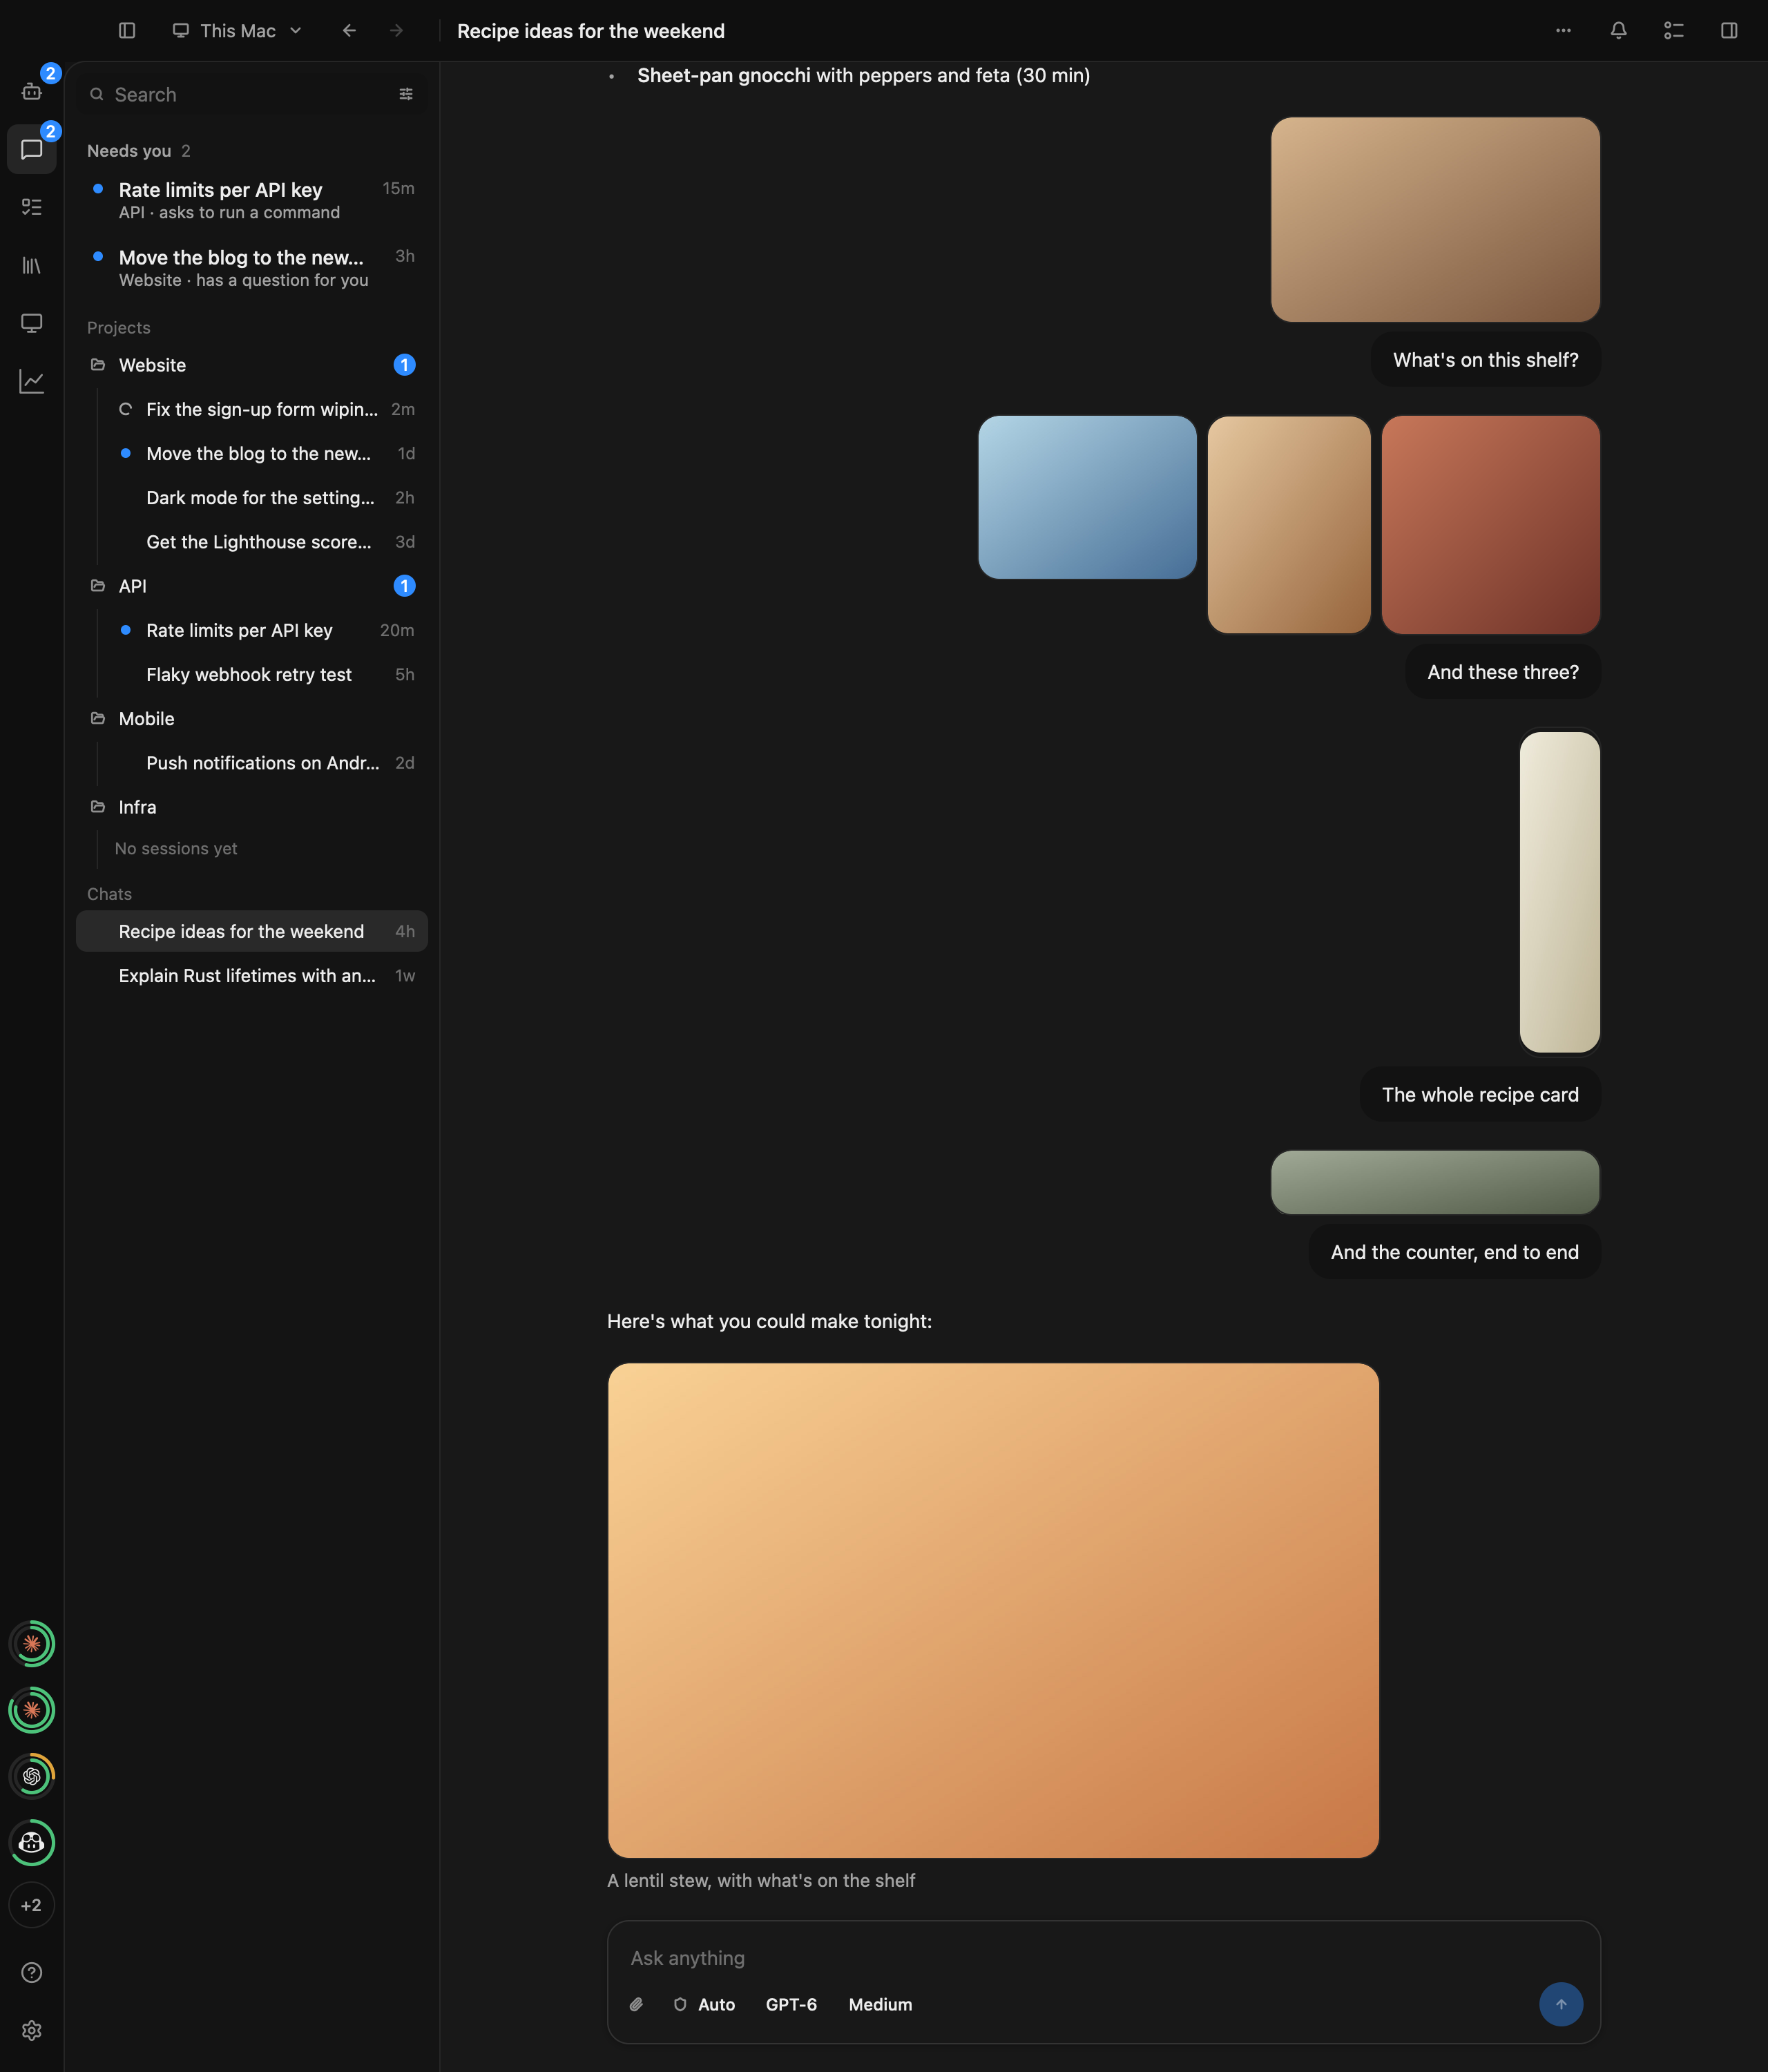 This Mac
Recipe ideas for the weekend
2
2
Search
Needs you 2
Rate limits per API key 15m
API · asks to run a command
Move the blog to the new... 3h
Website · has a question for you
Projects
Website 1
Fix the sign-up form wipin... 2m
Move the blog to the new... 1d
Dark mode for the setting... 2h
Get the Lighthouse score... 3d
API 1
Rate limits per API key 20m
Flaky webhook retry test 5h
Mobile
Push notifications on Andr... 2d
Infra
No sessions yet
Chats
Recipe ideas for the weekend 4h
Explain Rust lifetimes with an... 1w
+2
• Sheet-pan gnocchi with peppers and feta (30 min)
What's on this shelf?
And these three?
The whole recipe card
And the counter, end to end
Here's what you could make tonight:
A lentil stew, with what's on the shelf
Ask anything
Auto GPT-6 Medium